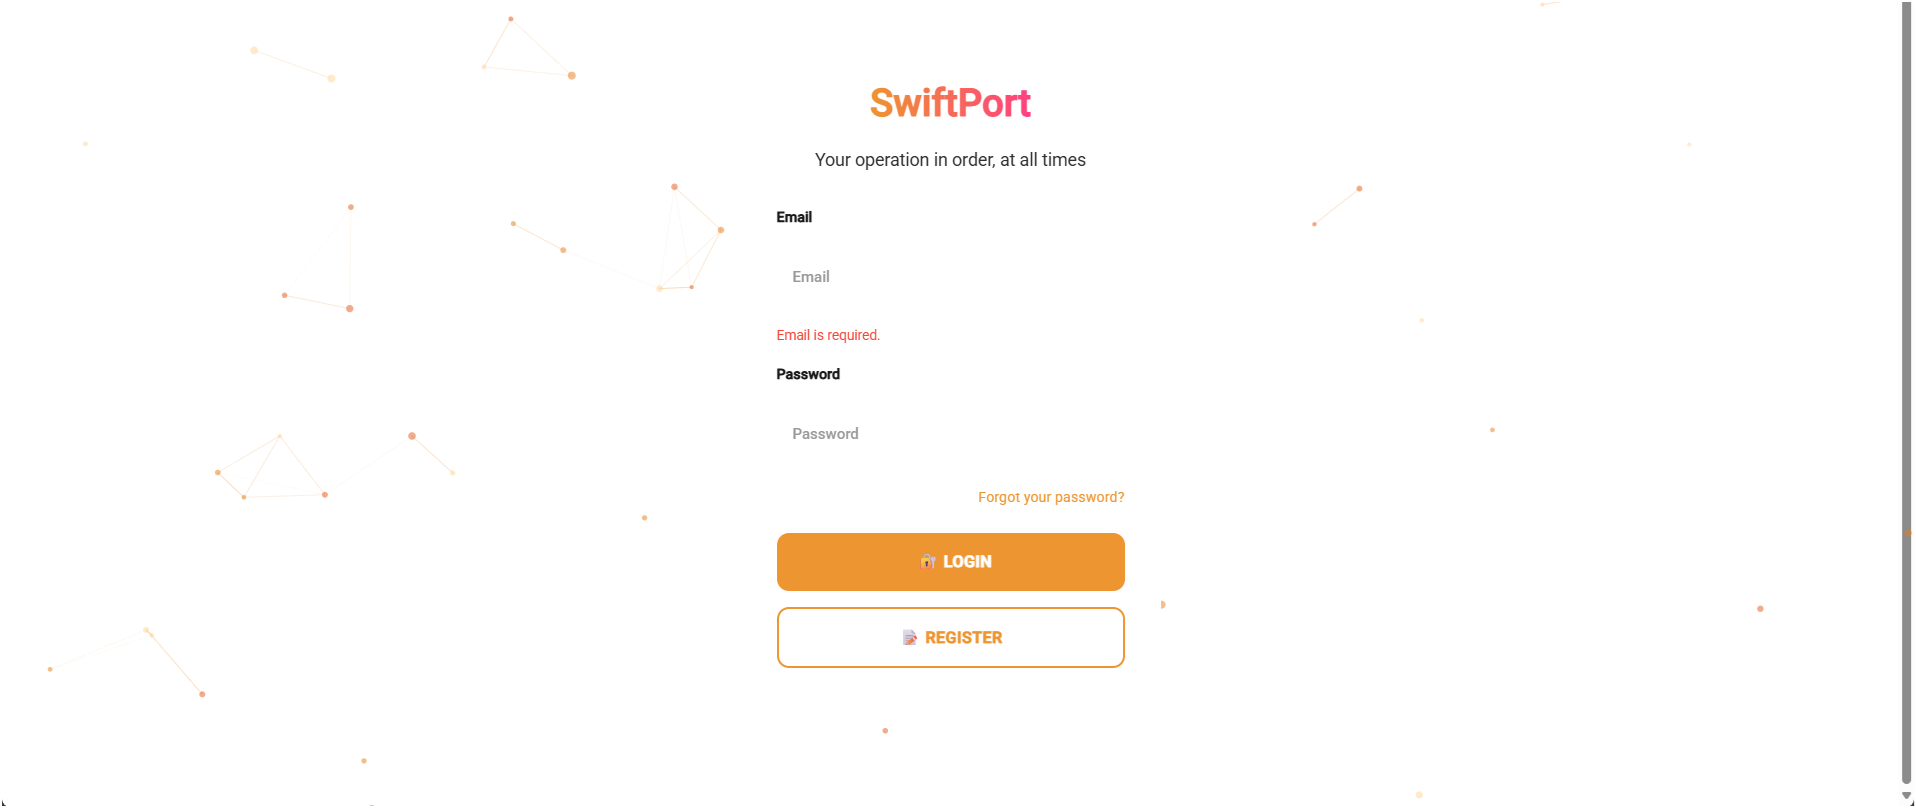 SwiftPort
Your operation in order, at all times
Email
Email
Email is required.
Password
Password
Forgot your password?
🔐 LOGIN
📝 REGISTER